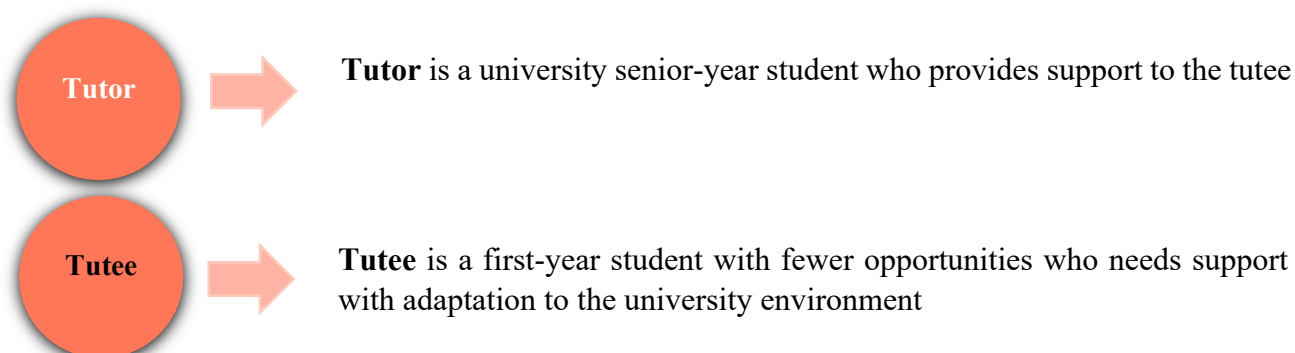 Tutor
Tutor is a university senior-year student who provides support to the tutee
Tutee
Tutee is a first-year student with fewer opportunities who needs support
with adaptation to the university environment